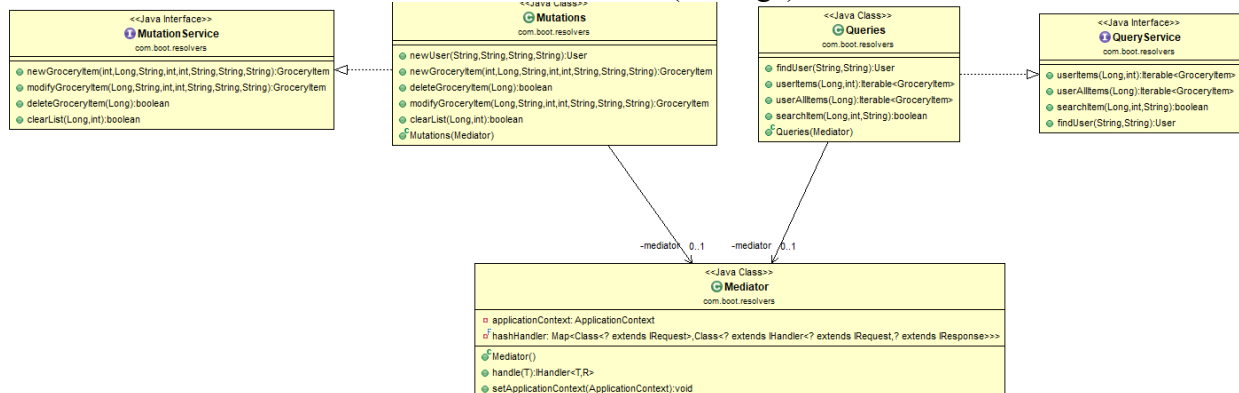 <<Java Interface>>
MutationService
com.boot.resolvers
newGroceryItem(int,Long,String,int,int,String,String,String):GroceryItem
modifyGroceryItem(Long,String,int,int,String,String,String):GroceryItem
deleteGroceryItem(Long):boolean
clearList(Long,int):boolean
<<Java Class>>
Mutations
com.boot.resolvers
newUser(String,String,String,String):User
newGroceryItem(int,Long,String,int,int,String,String,String):GroceryItem
deleteGroceryItem(Long):boolean
modifyGroceryItem(Long,String,int,int,String,String,String):GroceryItem
clearList(Long,int):boolean
Mutations(Mediator)
<<Java Class>>
Queries
com.boot.resolvers
findUser(String,String):User
userItems(Long,int):Iterable<GroceryItem>
userAllItems(Long):Iterable<GroceryItem>
searchItem(Long,int,String):boolean
Queries(Mediator)
<<Java Interface>>
QueryService
com.boot.resolvers
userItems(Long,int):Iterable<GroceryItem>
userAllItems(Long):Iterable<GroceryItem>
searchItem(Long,int,String):boolean
findUser(String,String):User
-mediator 0..1
-mediator 0..1
<<Java Class>>
Mediator
com.boot.resolvers
applicationContext: ApplicationContext
hashHandler: Map<Class<? extends IRequest>,Class<? extends IHandler<? extends IRequest,? extends IResponse>>>
Mediator()
handle(T):IHandler<T,R>
setApplicationContext(ApplicationContext):void